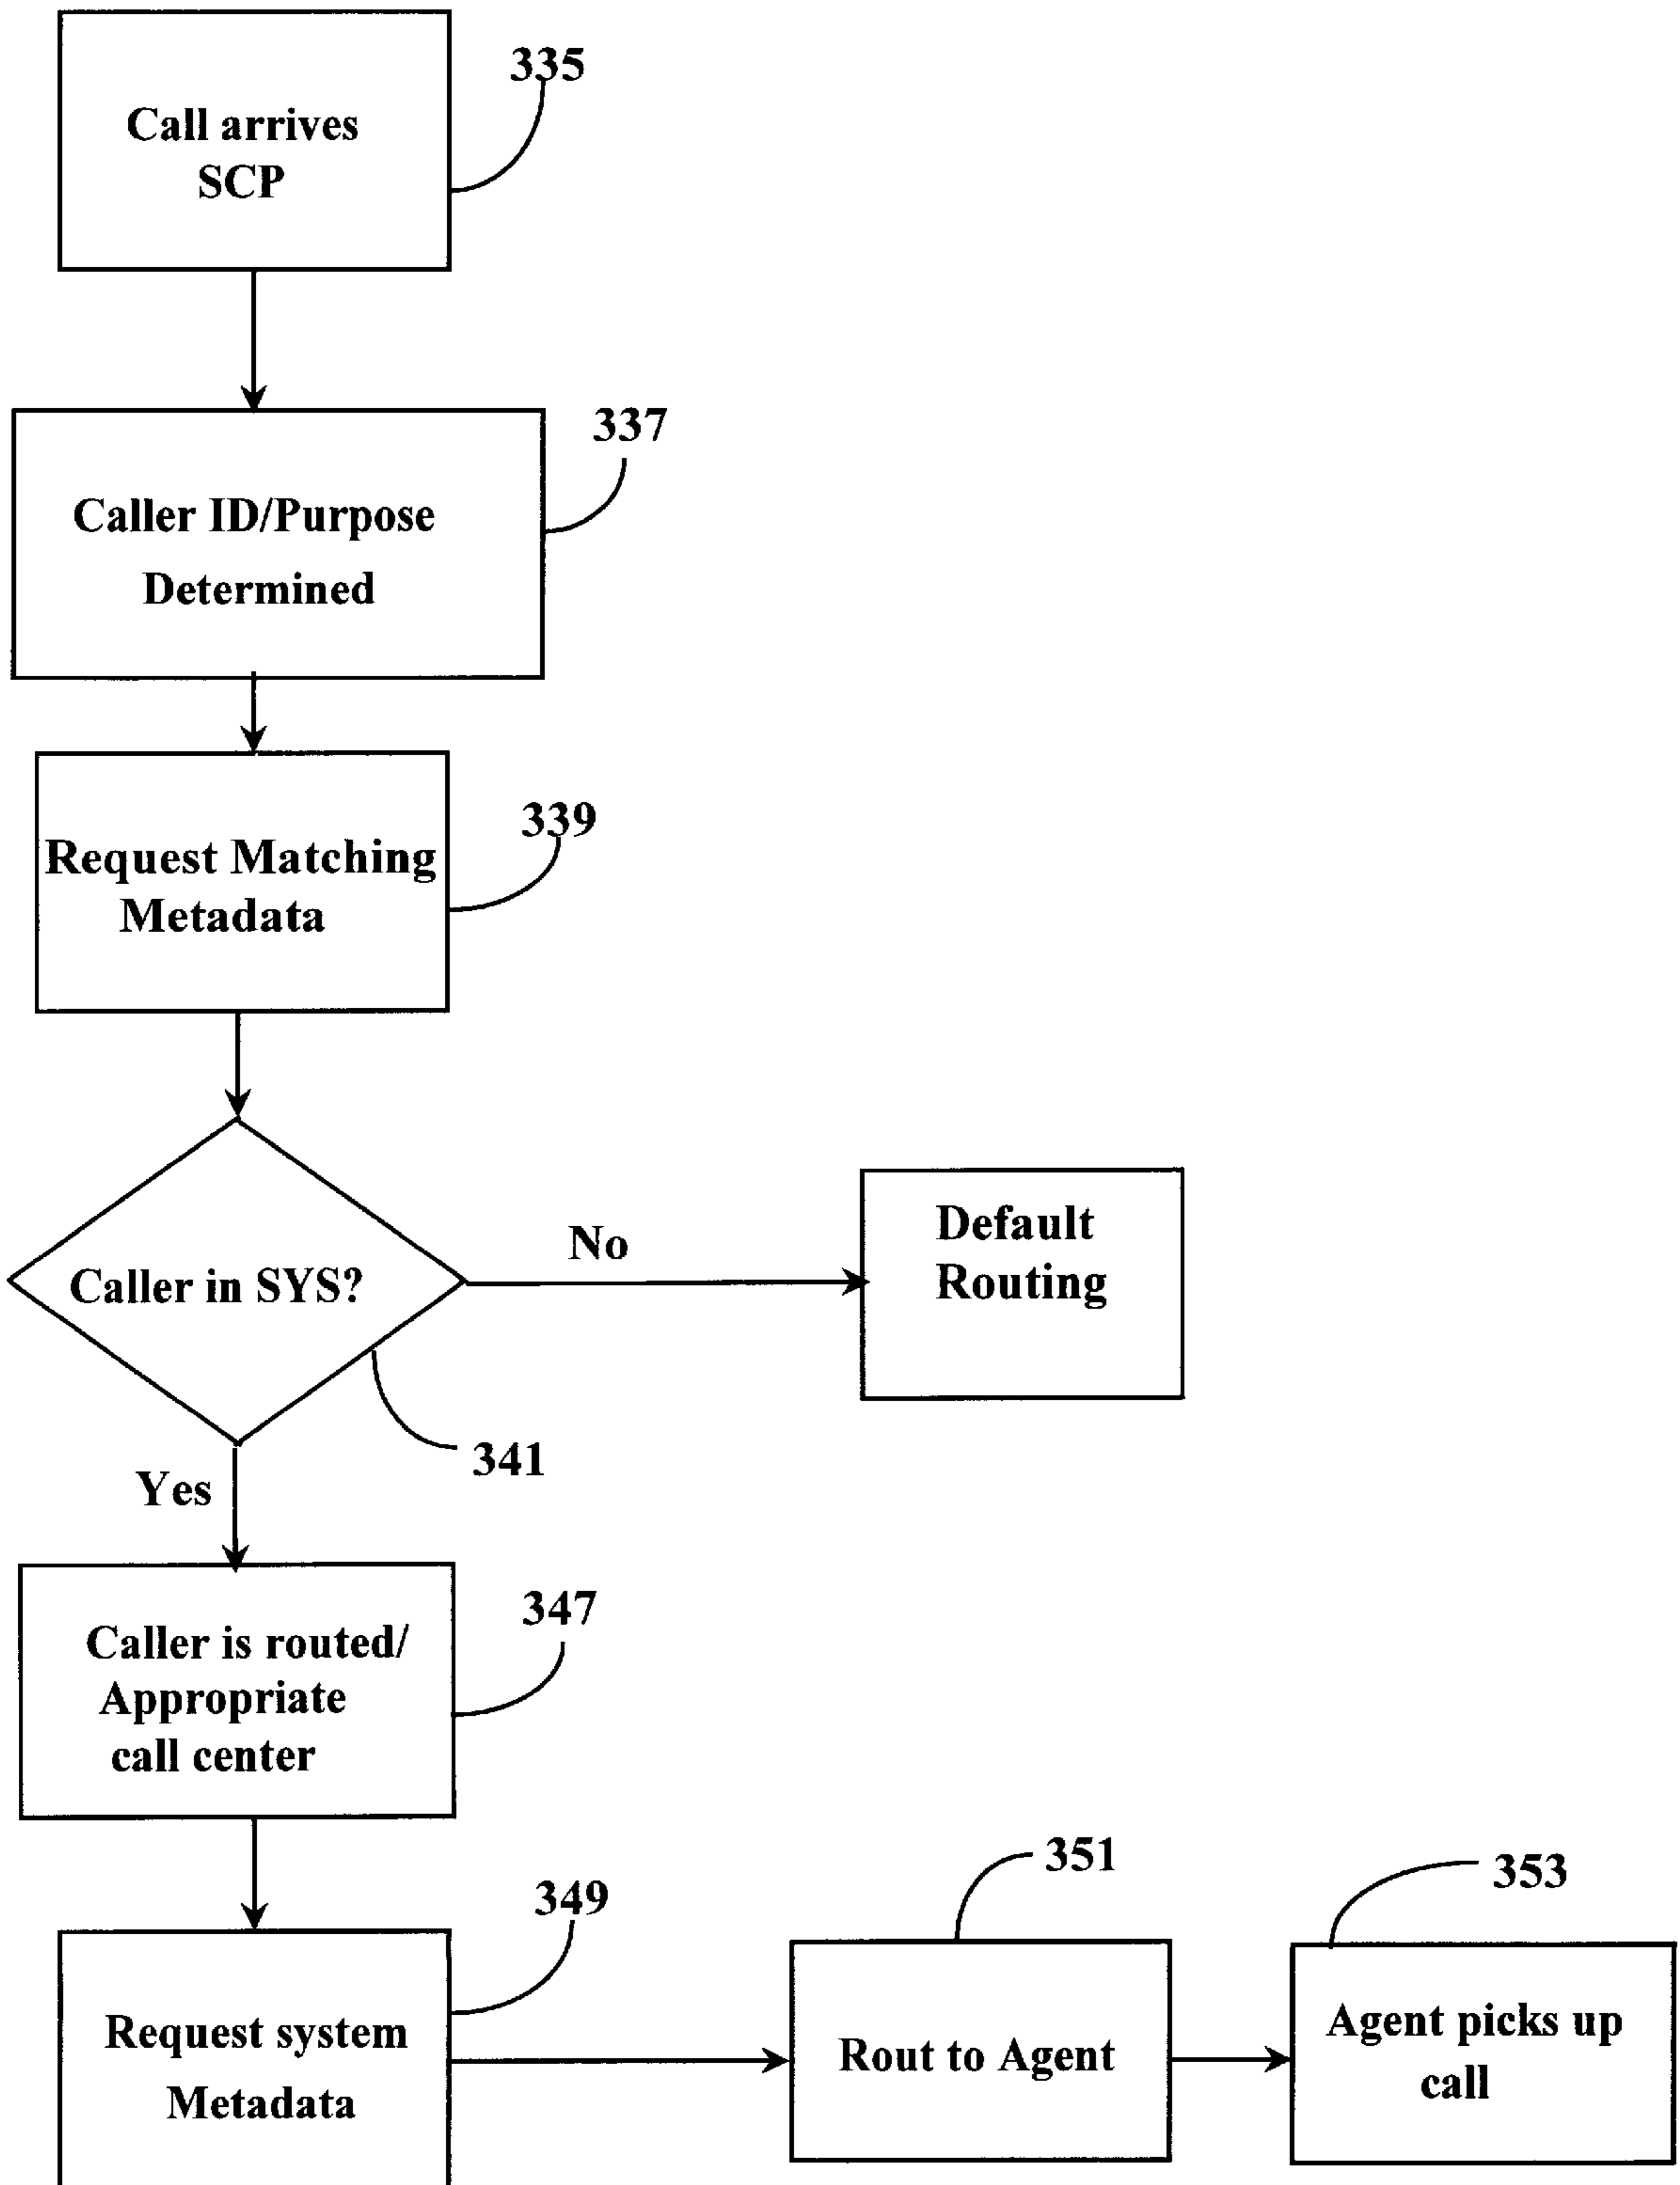 Call arrives
SCP
335
Caller ID/Purpose
Determined
337
Request Matching
Metadata
339
Caller in SYS?
341
No
Default
Routing
Yes
Caller is routed/
Appropriate
call center
347
Request system
Metadata
349
Rout to Agent
351
Agent picks up
call
353